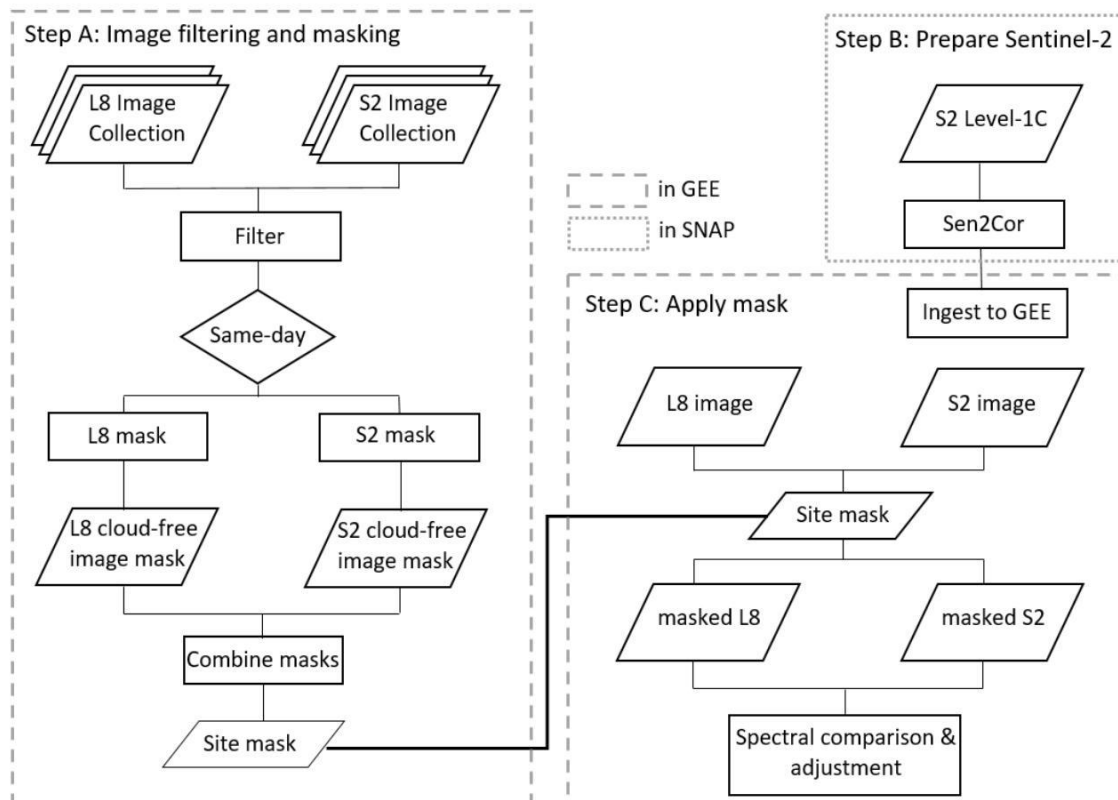 Step A: Image filtering and masking
L8 Image
Collection
S2 Image
Collection
Filter
Same-day
L8 mask
S2 mask
L8 cloud-free
image mask
S2 cloud-free
image mask
Combine masks
Site mask
in GEE
in SNAP
Step B: Prepare Sentinel-2
S2 Level-1C
Sen2Cor
Step C: Apply mask
Ingest to GEE
L8 image
S2 image
Site mask
masked L8
masked S2
Spectral comparison &
adjustment